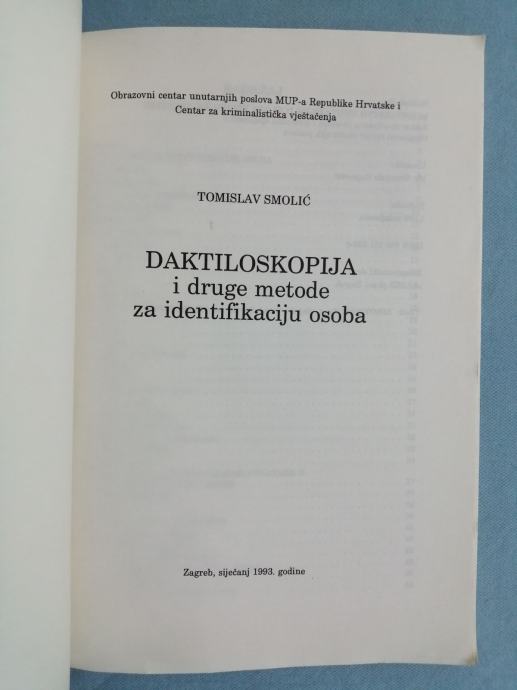 Obrazovni centar unutarnjih poslova MUP-a Republike Hrvatske i
Centar za kriminalistička vještačenja
TOMISLAV SMOLIĆ
DAKTILOSKOPIJA
i druge metode
za identifikaciju osoba
Zagreb, siječanj 1993. godine